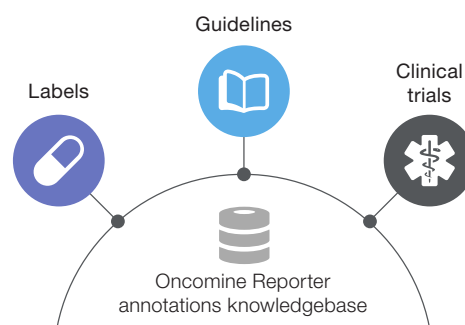 Guidelines
Labels
Clinical
trials
Oncomine Reporter
annotations knowledgebase